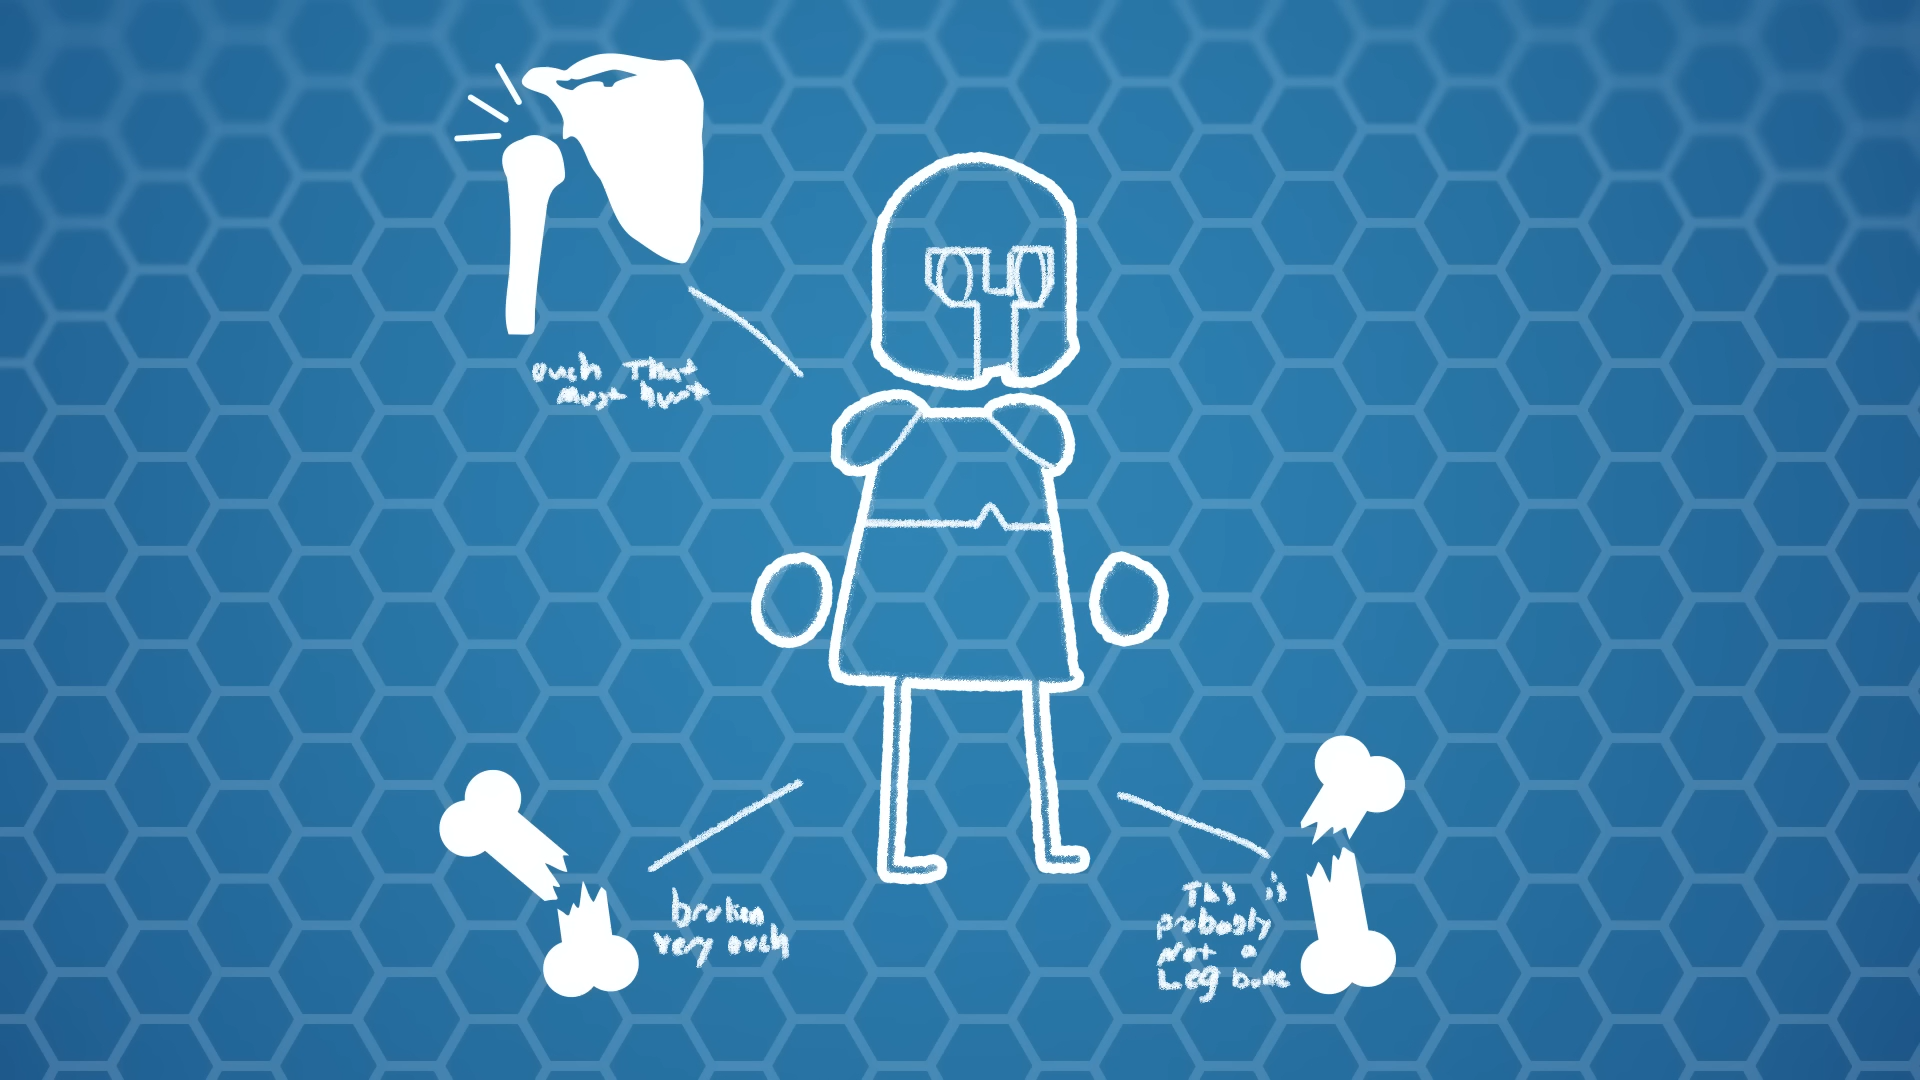 ouch That
must hurt
broken
very ouch
This is
probably
not a
Leg bone